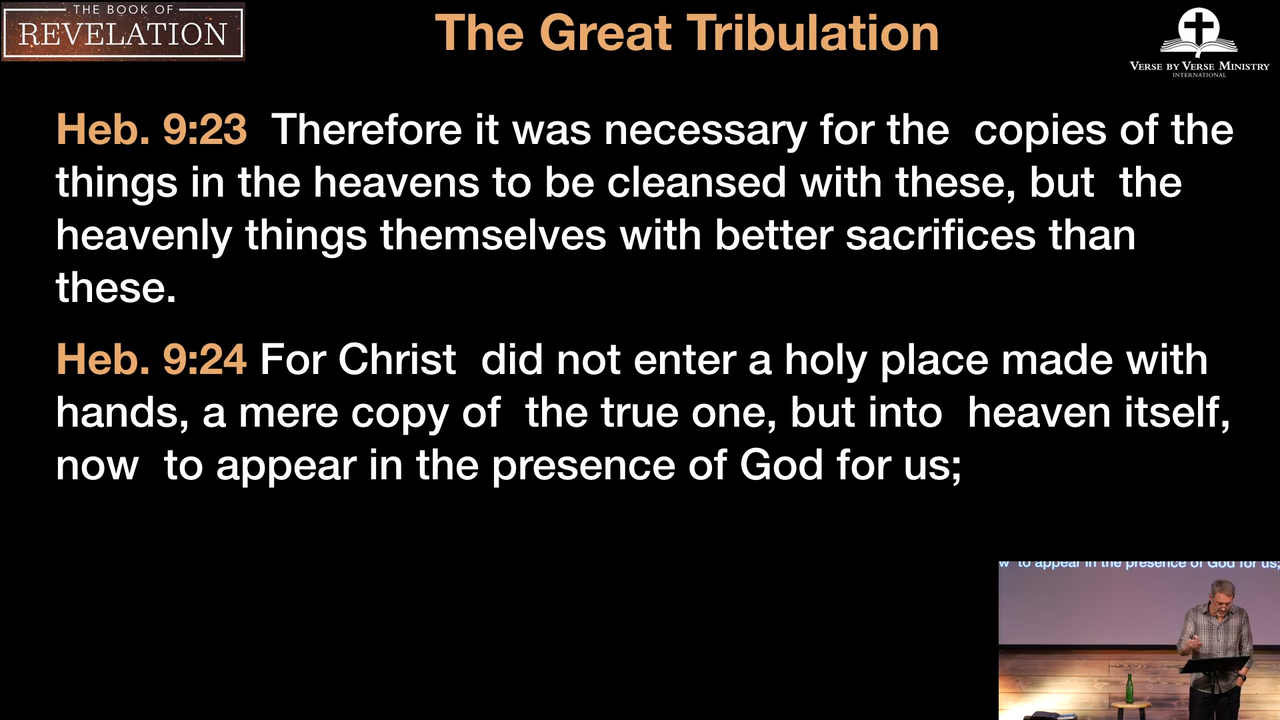 THE BOOK OF
REVELATION
The Great Tribulation
VERSE BY VERSE MINISTRY
INTERNATIONAL
Heb. 9:23  Therefore it was necessary for the  copies of the
things in the heavens to be cleansed with these, but  the
heavenly things themselves with better sacrifices than
these.
Heb. 9:24 For Christ  did not enter a holy place made with
hands, a mere copy of  the true one, but into  heaven itself,
now  to appear in the presence of God for us;
w  to appear in the presence of God for us;